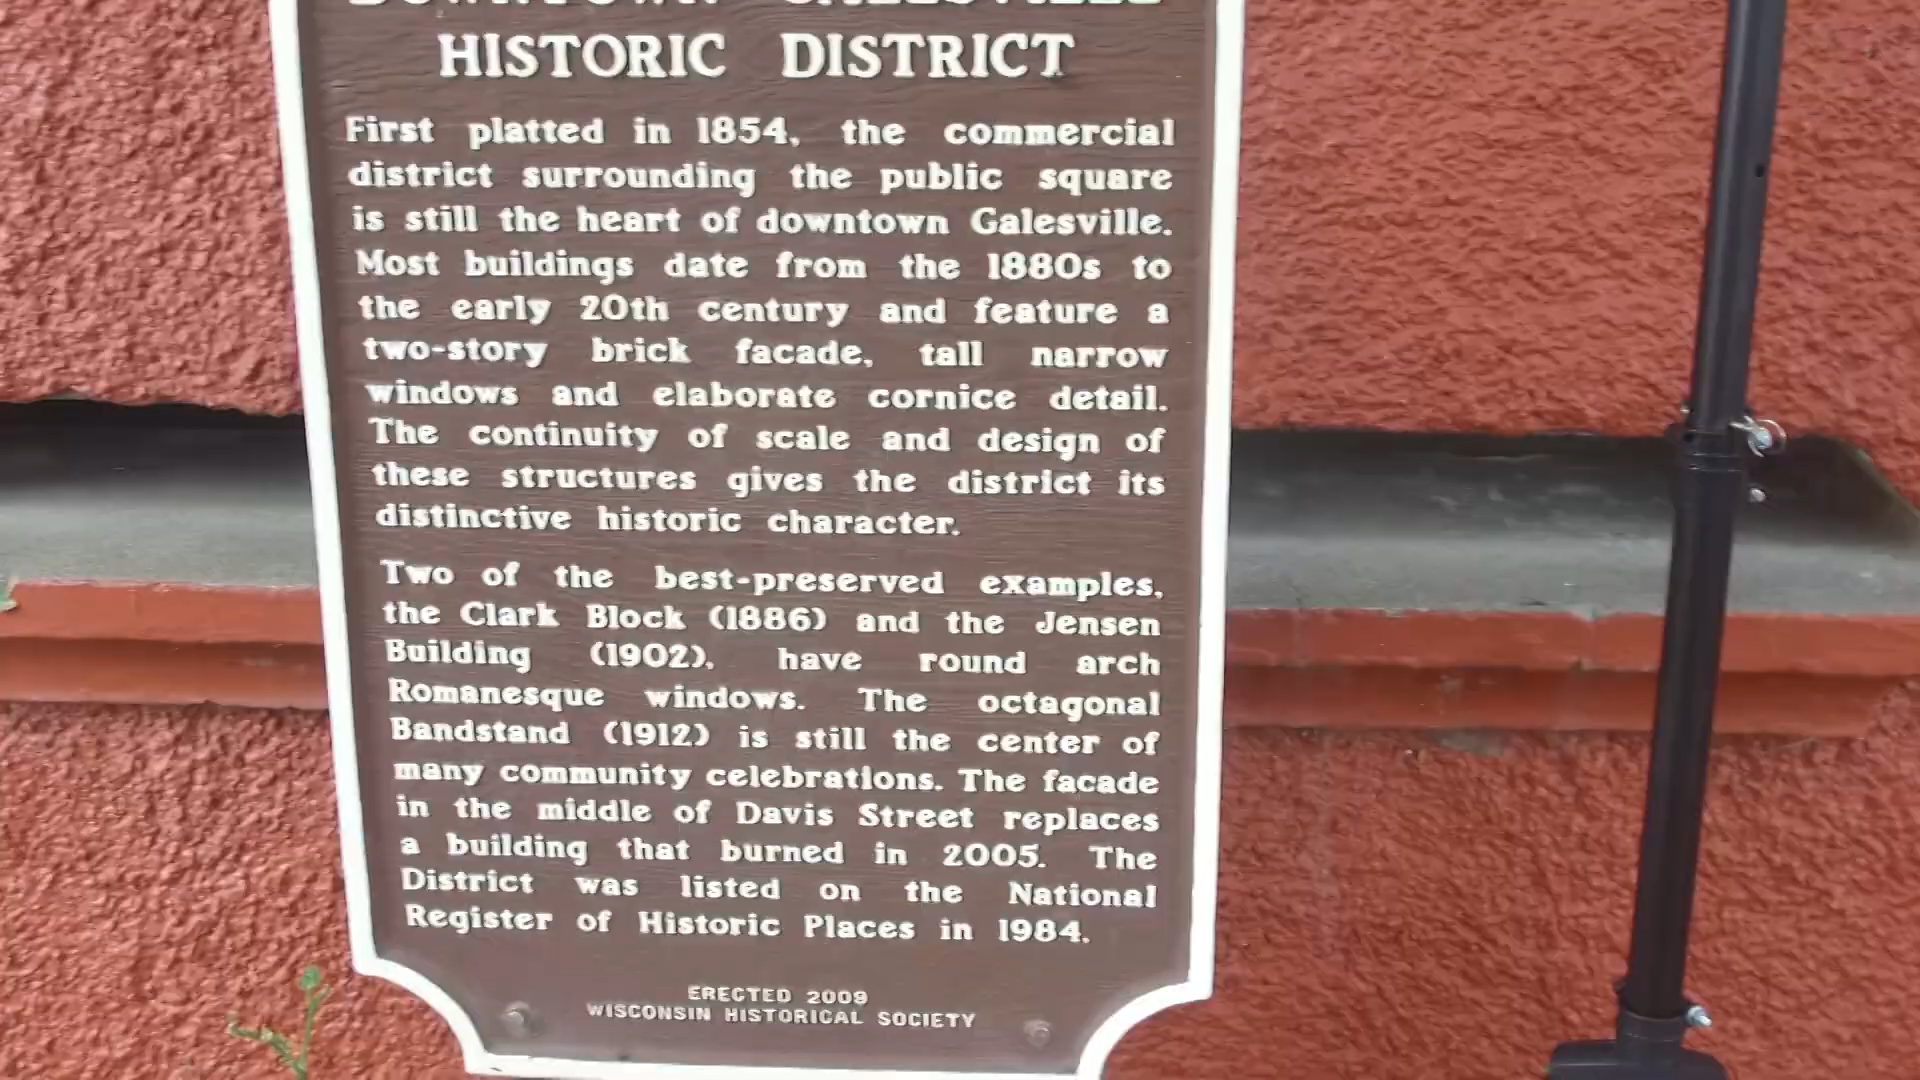 DOWNTOWN GALESVILLE
HISTORIC DISTRICT
First platted in 1854, the commercial
district surrounding the public square
is still the heart of downtown Galesville.
Most buildings date from the 1880s to
the early 20th century and feature a
two-story brick facade, tall narrow
windows and elaborate cornice detail.
The continuity of scale and design of
these structures gives the district its
distinctive historic character.
Two of the best-preserved examples,
the Clark Block (1886) and the Jensen
Building (1902), have round arch
Romanesque windows. The octagonal
Bandstand (1912) is still the center of
many community celebrations. The facade
in the middle of Davis Street replaces
a building that burned in 2005. The
District was listed on the National
Register of Historic Places in 1984.
ERECTED 2009
WISCONSIN HISTORICAL SOCIETY